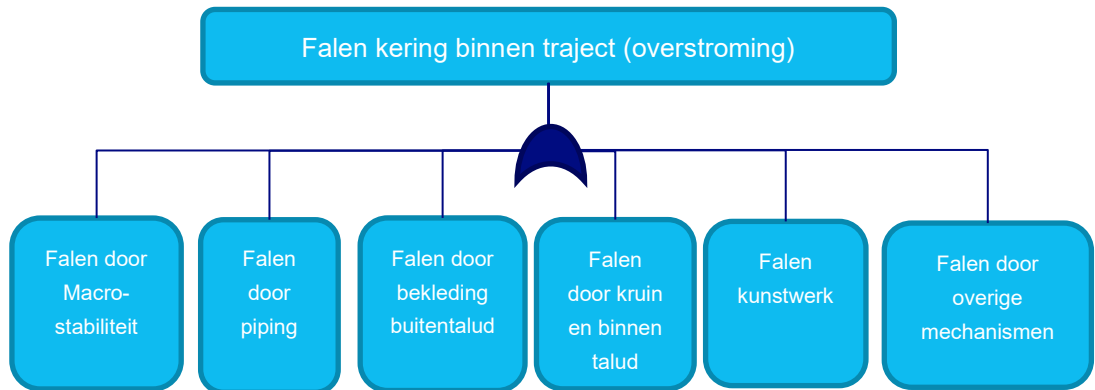 Falen kering binnen traject (overstroming)
Falen door
Macro-
stabiliteit
Falen
door
piping
Falen door
bekleding
buitentalud
Falen
door kruin
en binnen
talud
Falen
kunstwerk
Falen door
overige
mechanismen